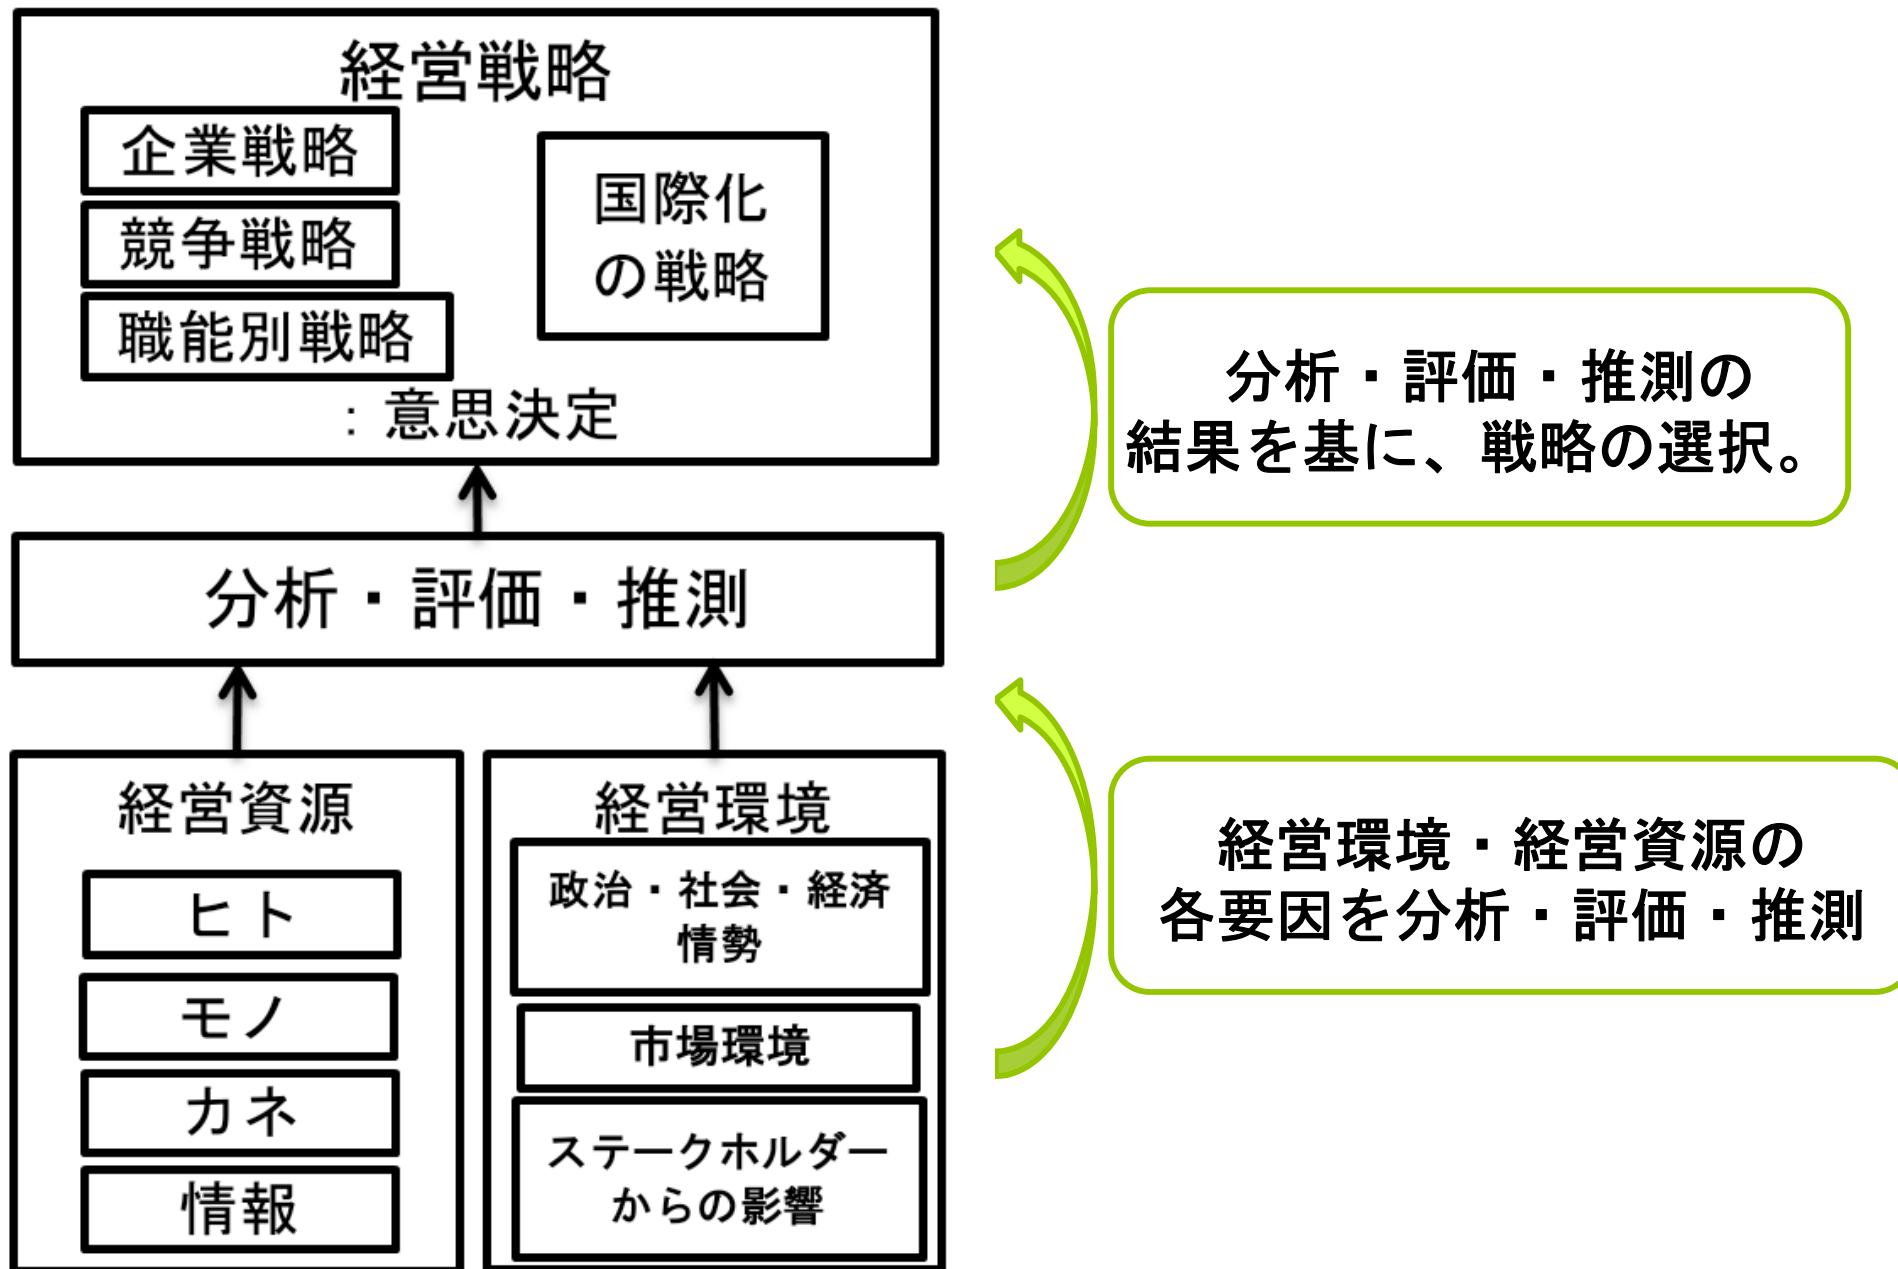 経営戦略
企業戦略
競争戦略
職能別戦略
国際化
の戦略
：意思決定
分析・評価・推測
経営資源
ヒト
モノ
カネ
情報
経営環境
政治・社会・経済
情勢
市場環境
ステークホルダー
からの影響
分析・評価・推測の
結果を基に、戦略の選択。
経営環境・経営資源の
各要因を分析・評価・推測